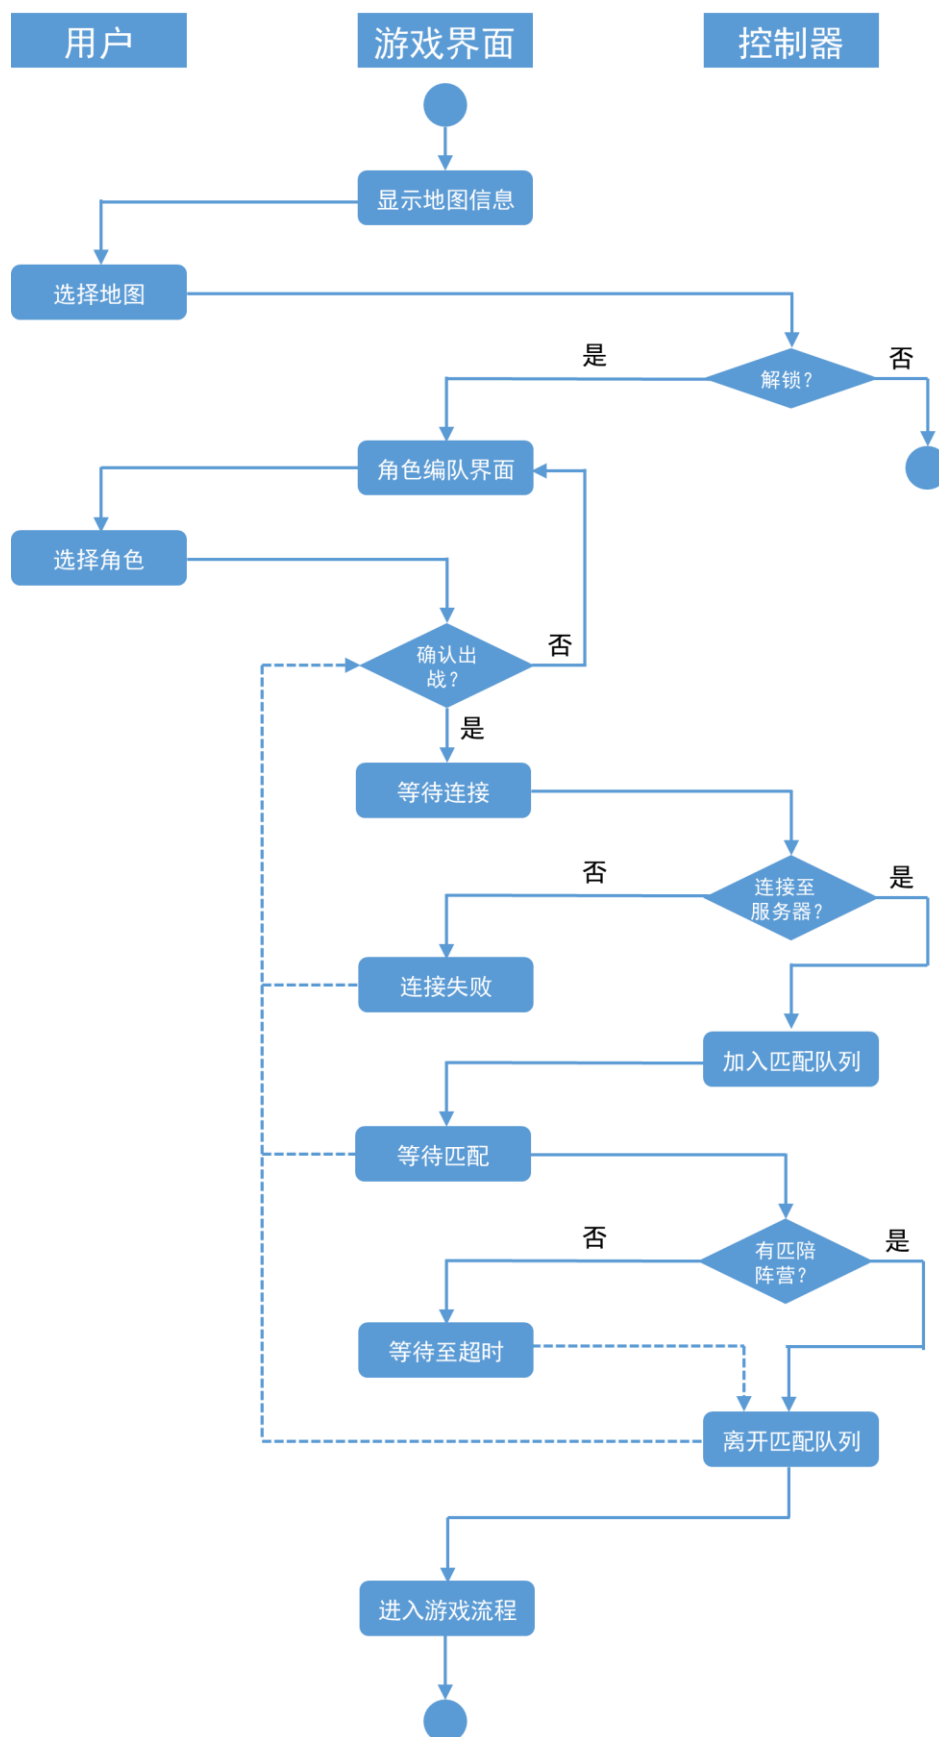 用户
游戏界面
控制器
显示地图信息
选择地图
是
否
解锁?
角色编队界面
选择角色
确认出
战?
否
是
等待连接
否
是
连接至
服务器?
连接失败
加入匹配队列
等待匹配
否
是
有匹陪
阵营?
等待至超时
离开匹配队列
进入游戏流程